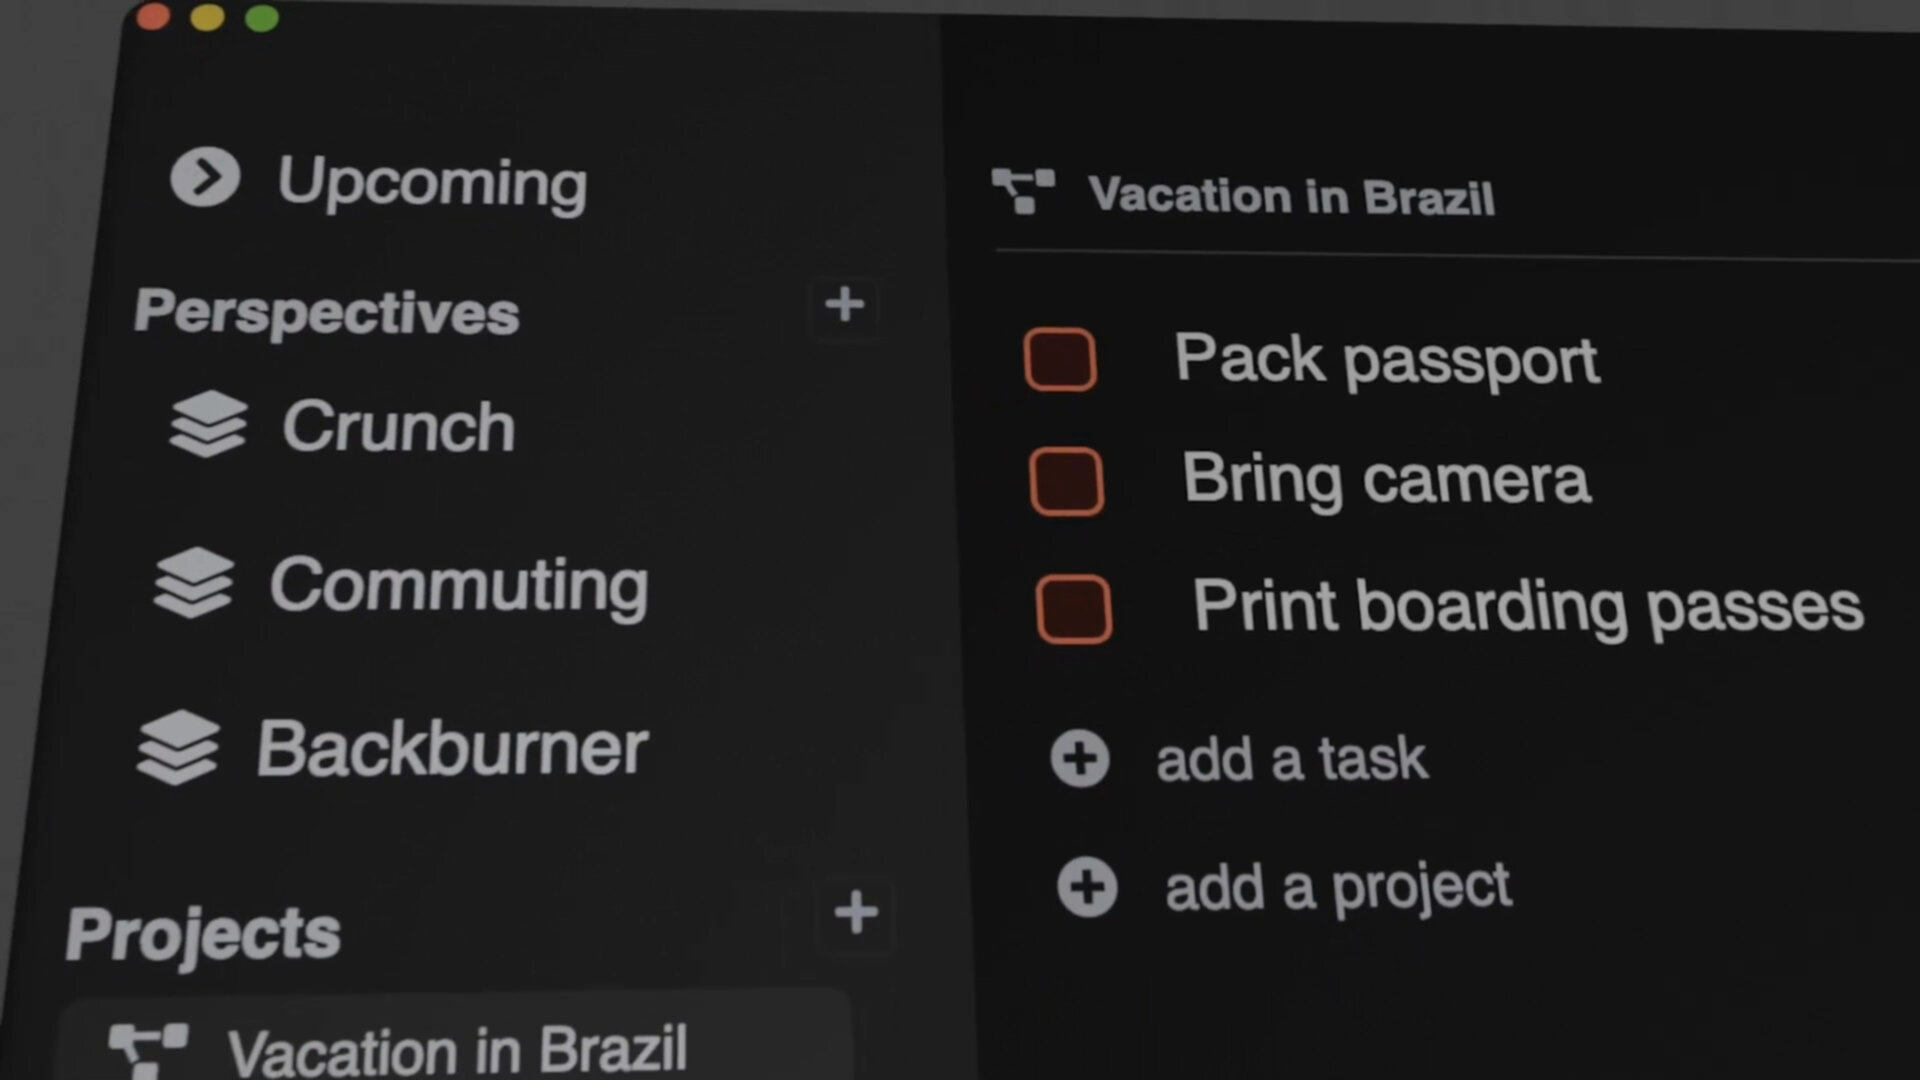 Upcoming
Perspectives
Crunch
Commuting
Backburner
Projects
Vacation in Brazil
Vacation in Brazil
Pack passport
Bring camera
Print boarding passes
add a task
add a project